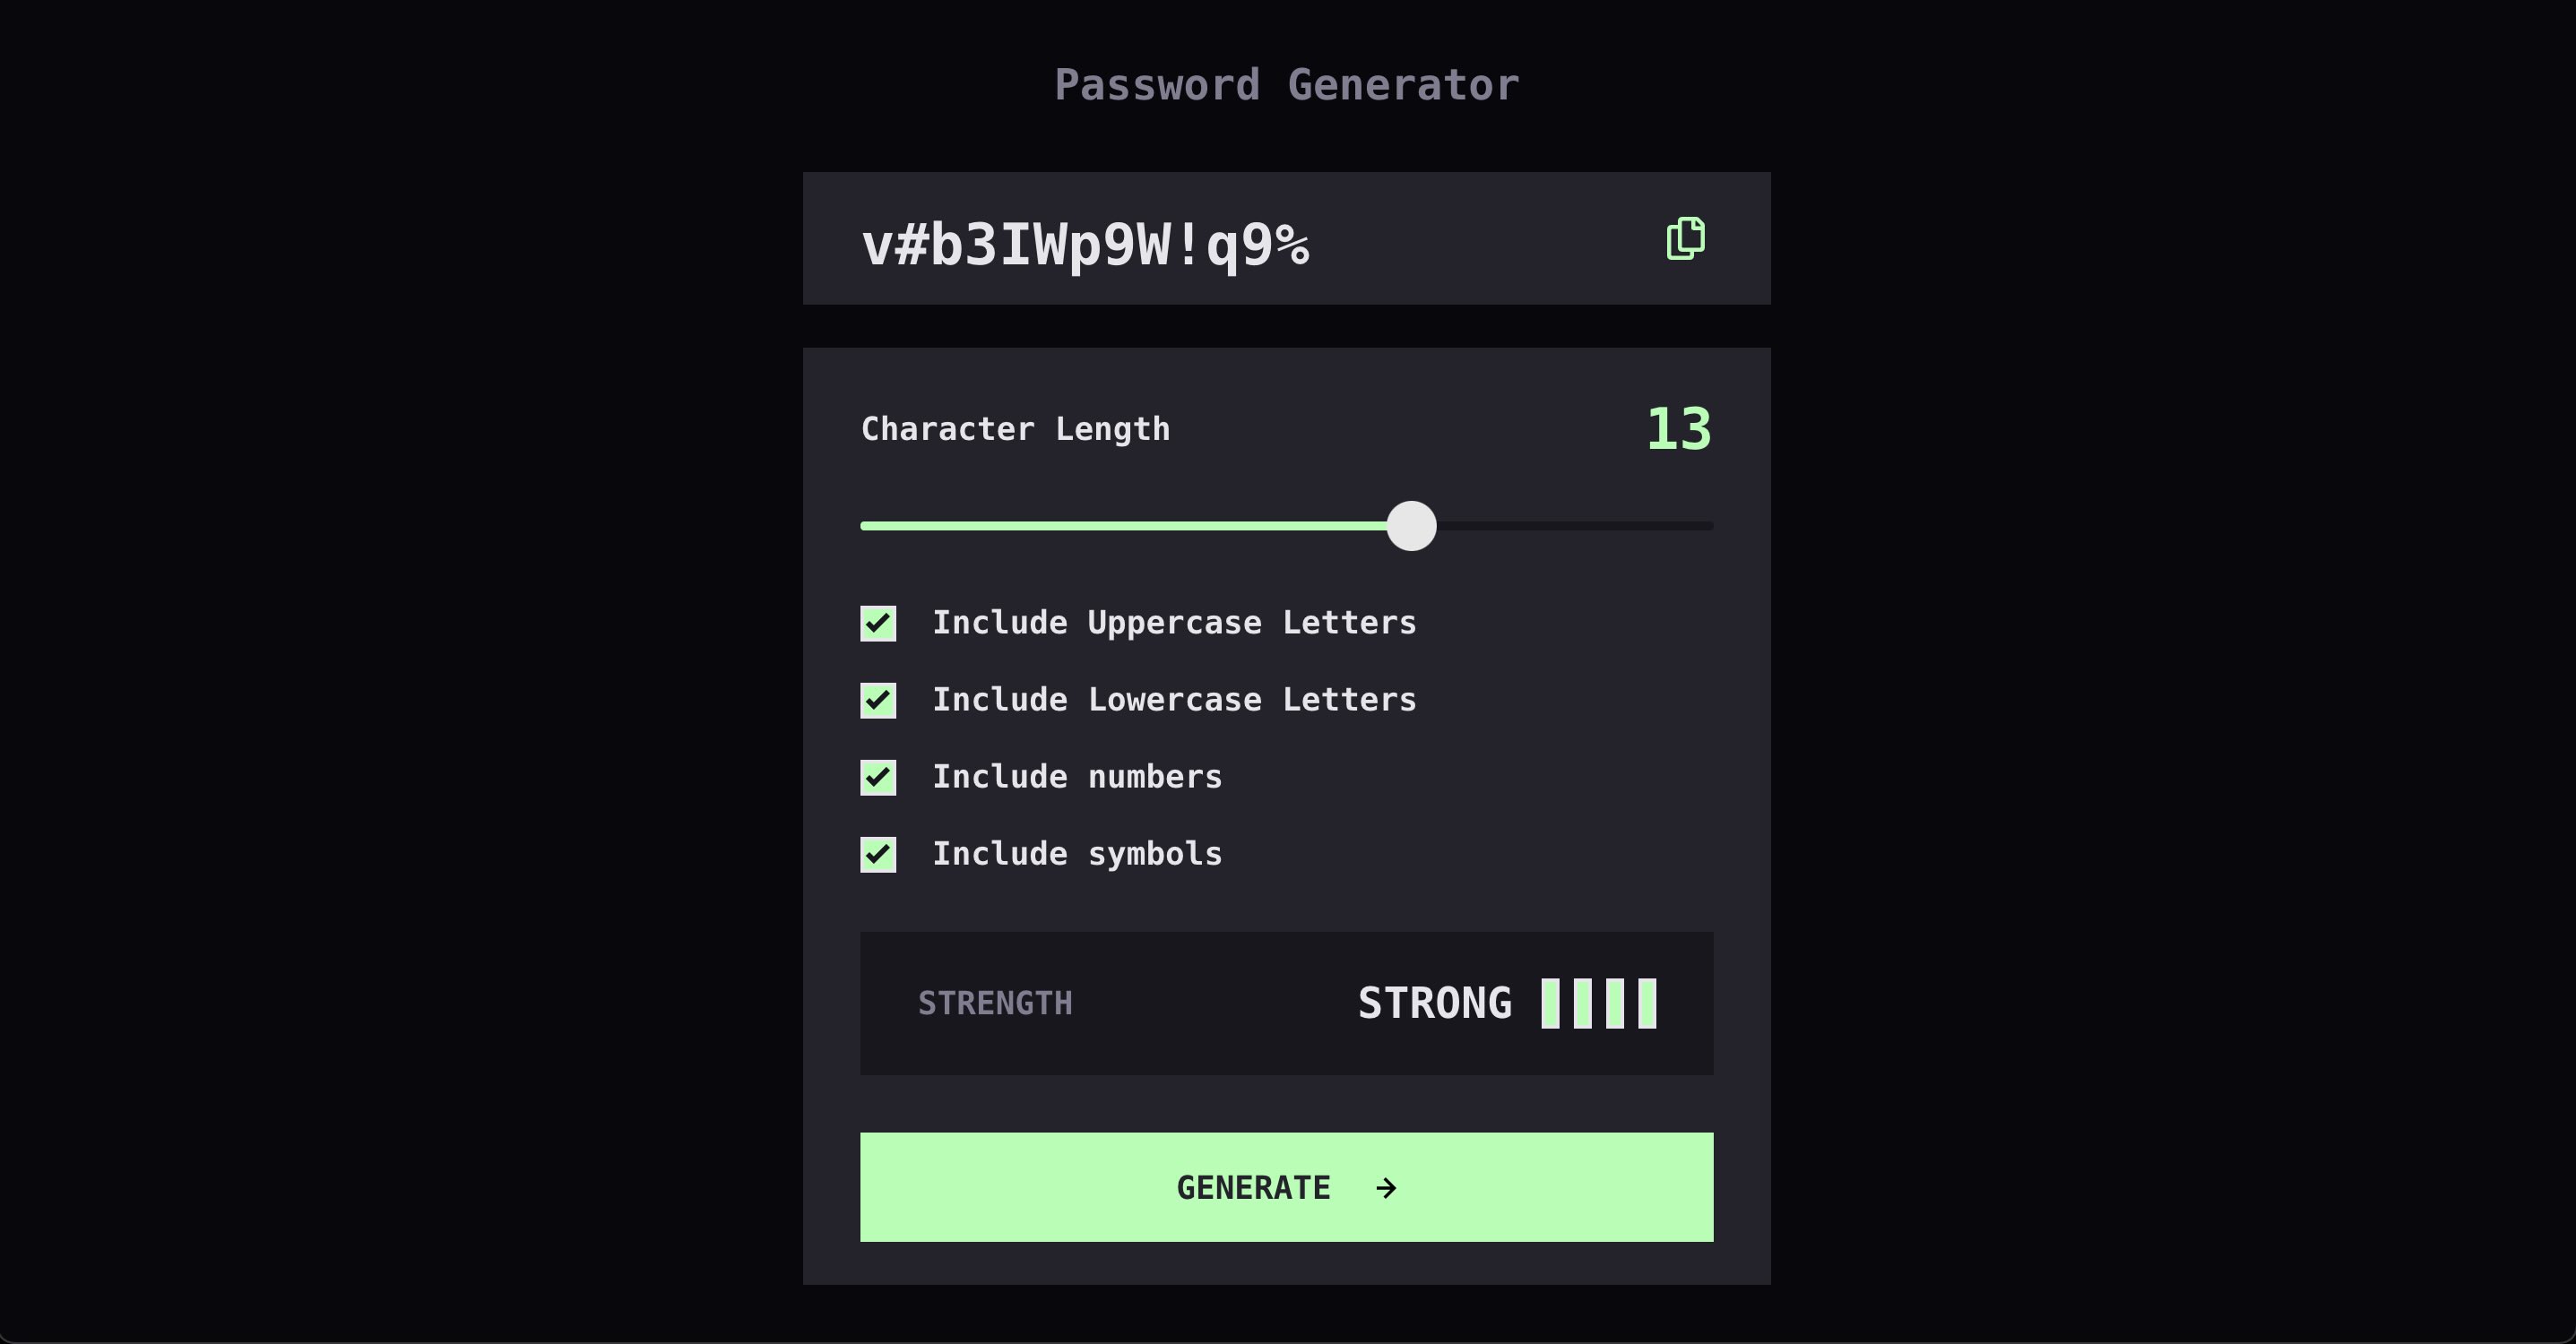 Password Generator
v#b3IWp9W!q9%
Character Length 13
Include Uppercase Letters
Include Lowercase Letters
Include numbers
Include symbols
STRENGTH STRONG
GENERATE →